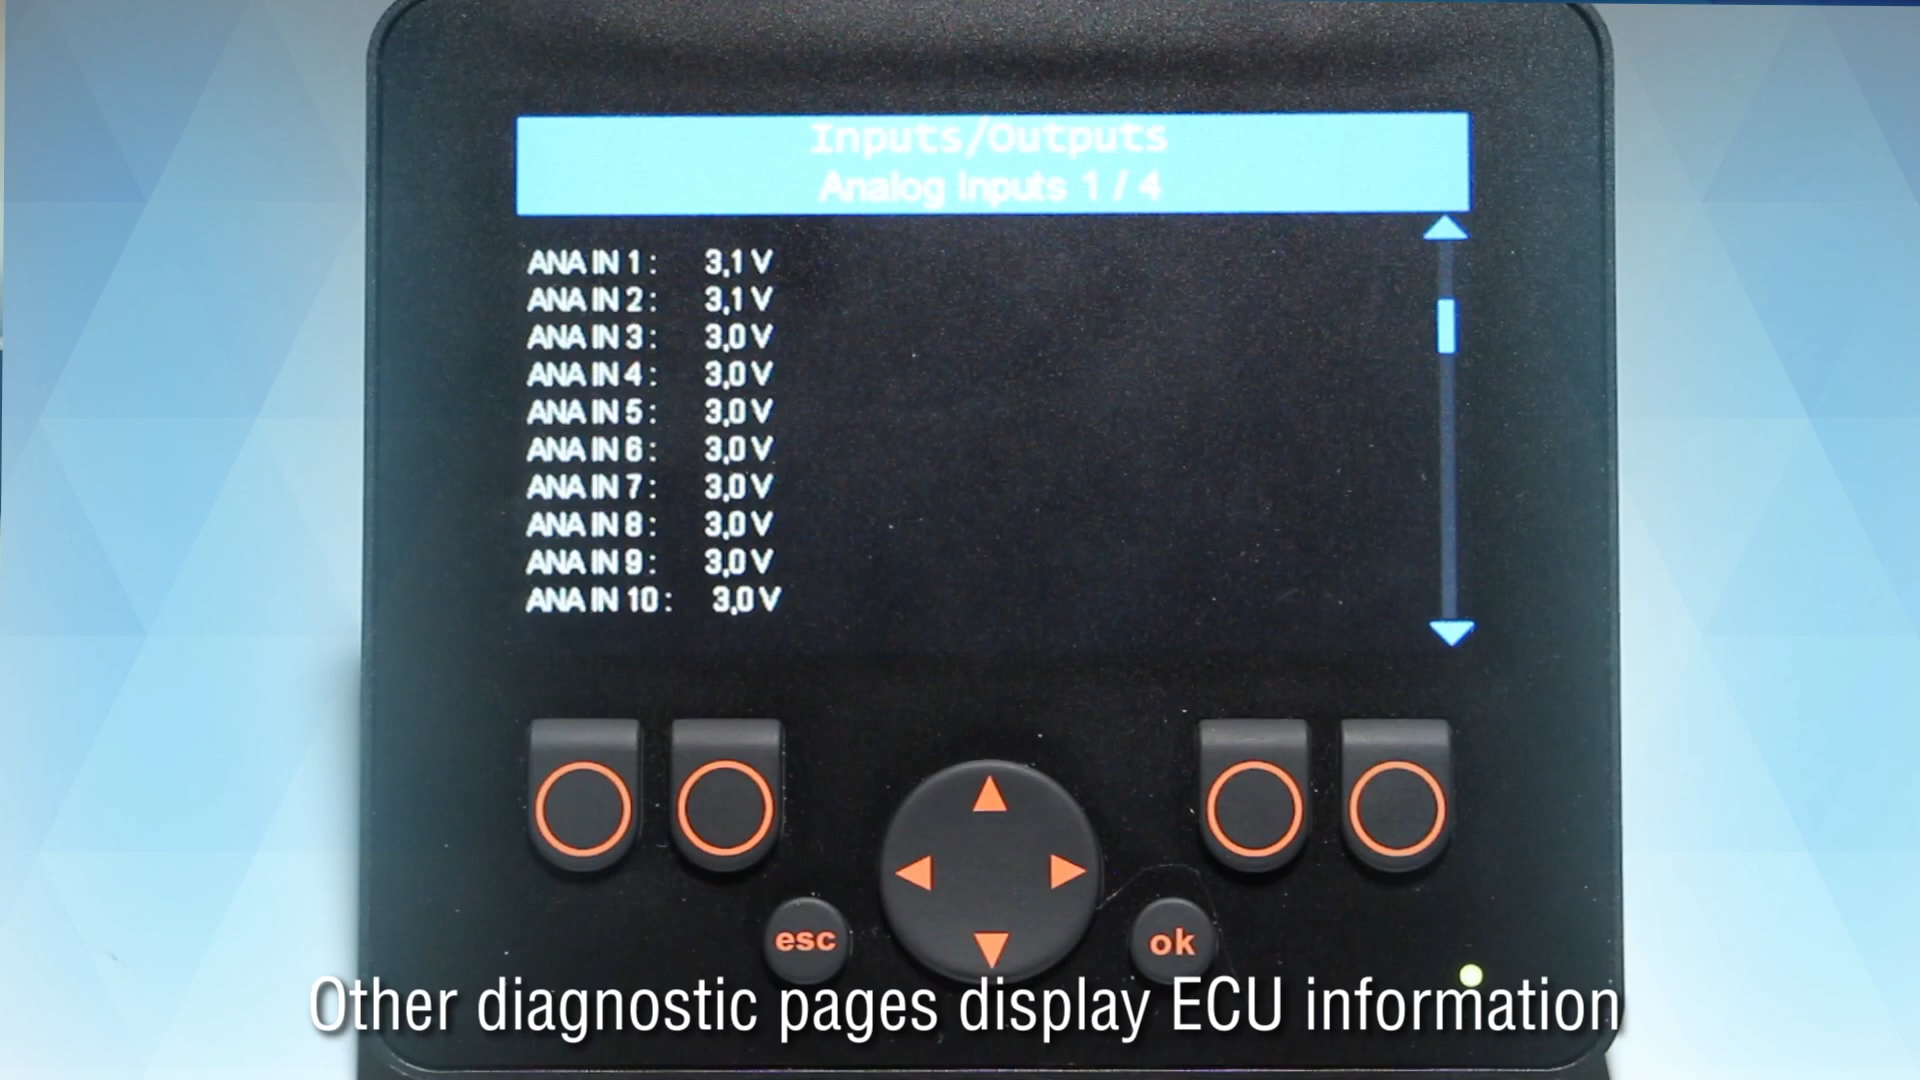 Inputs/Outputs
Analog Inputs 1 / 4
ANA IN 1 : 3,1 V
ANA IN 2 : 3,1 V
ANA IN 3 : 3,0 V
ANA IN 4 : 3,0 V
ANA IN 5 : 3,0 V
ANA IN 6 : 3,0 V
ANA IN 7 : 3,0 V
ANA IN 8 : 3,0 V
ANA IN 9 : 3,0 V
ANA IN 10 : 3,0 V
esc
ok
Other diagnostic pages display ECU information